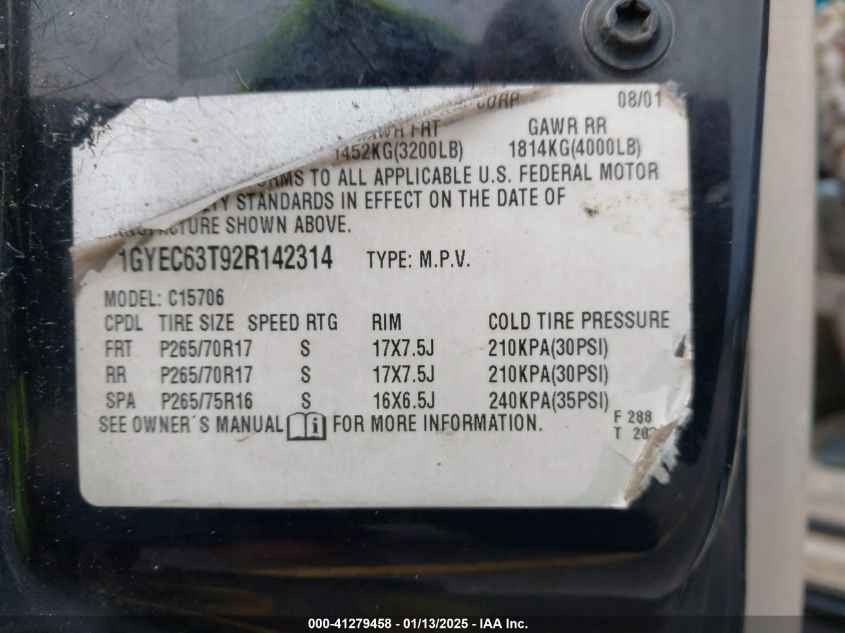 CORP 08/01
GAWR FRT GAWR RR
1452KG(3200LB) 1814KG(4000LB)
TO ALL APPLICABLE U.S. FEDERAL MOTOR
STANDARDS IN EFFECT ON THE DATE OF
SHOWN ABOVE.
1GYEC63T92R142314 TYPE: M.P.V.
MODEL: C15706
CPDL TIRE SIZE SPEED RTG RIM COLD TIRE PRESSURE
FRT P265/70R17 S 17X7.5J 210KPA(30PSI)
RR P265/70R17 S 17X7.5J 210KPA(30PSI)
SPA P265/75R16 S 16X6.5J 240KPA(35PSI)
SEE OWNER´S MANUAL i FOR MORE INFORMATION.
F 288
T
000-41279458 - 01/13/2025 - IAA Inc.